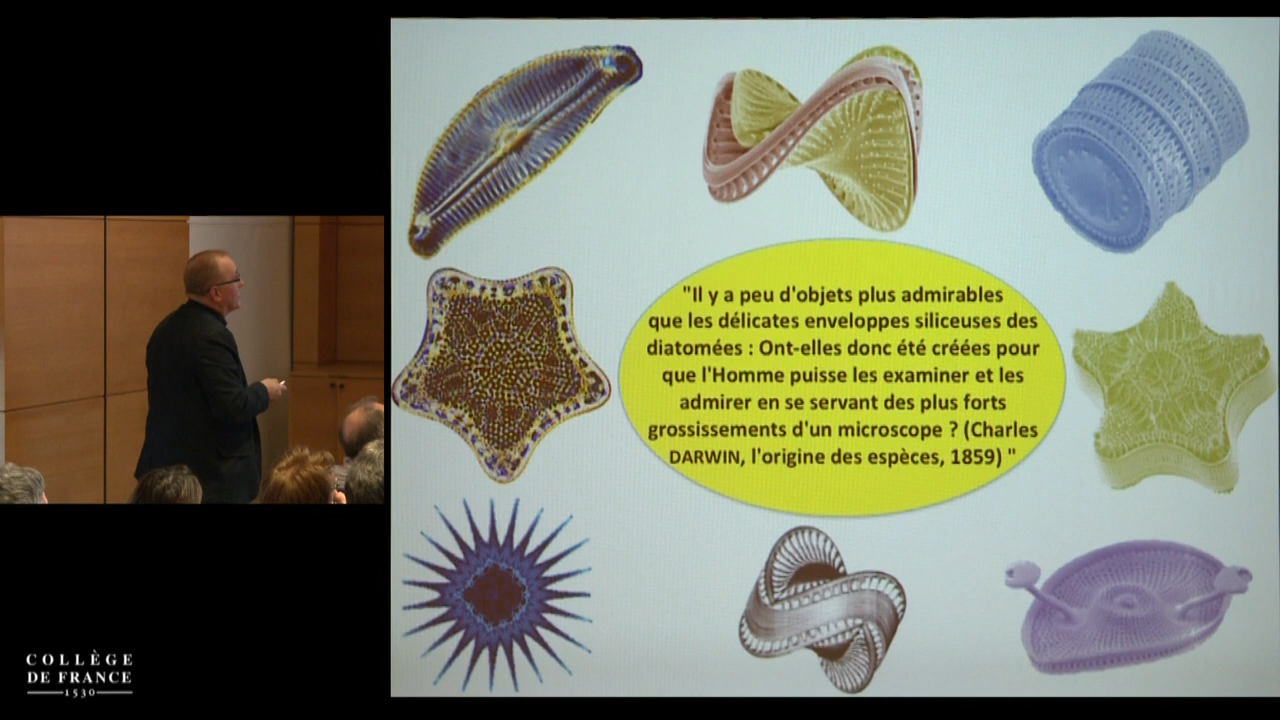 "Il y a peu d'objets plus admirables
que les délicates enveloppes siliceuses des
diatomées : Ont-elles donc été créées pour
que l'Homme puisse les examiner et les
admirer en se servant des plus forts
grossissements d'un microscope ? (Charles
DARWIN, l'origine des espèces, 1859) "
COLLÈGE
DE FRANCE
1530